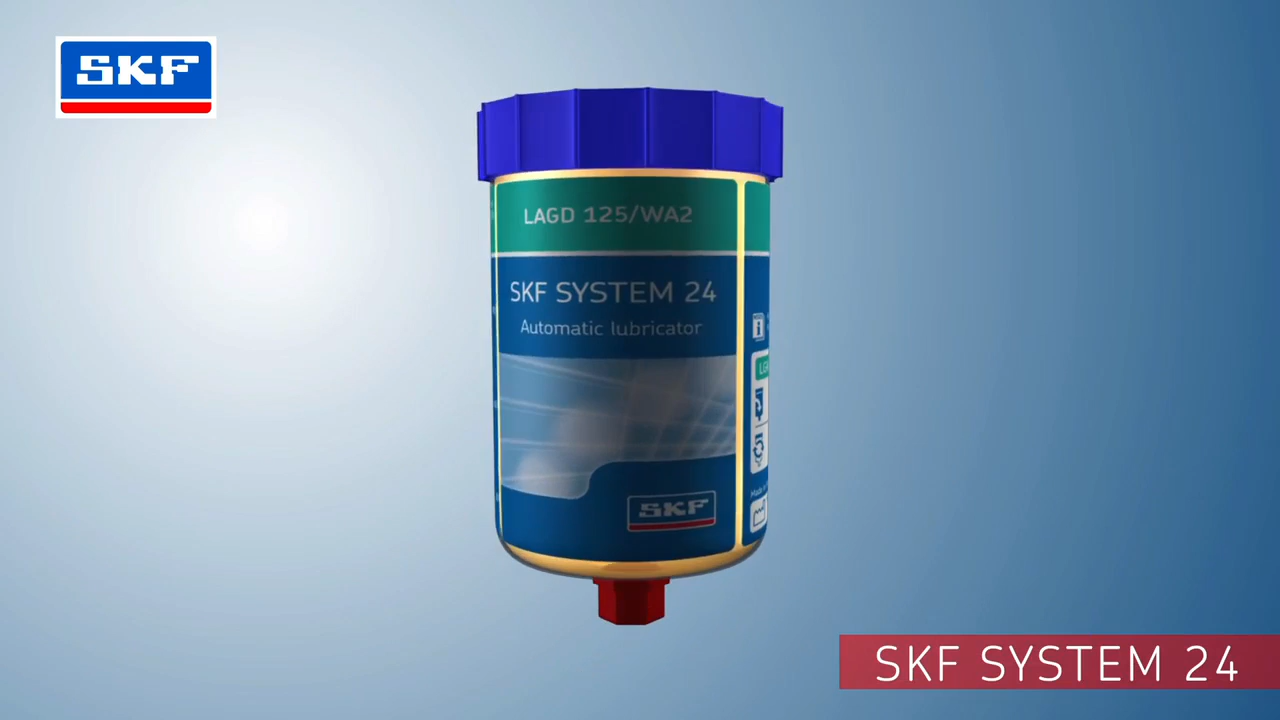 SKF
LAGD 125/WA2
SKF SYSTEM 24
Automatic lubricator
SKF
SKF SYSTEM 24